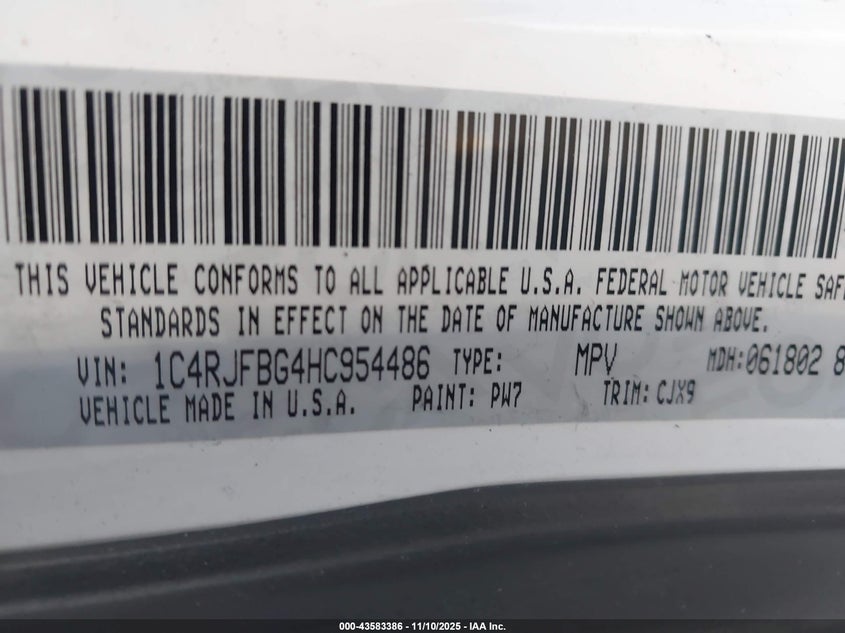 THIS VEHICLE CONFORMS TO ALL APPLICABLE U.S.A. FEDERAL MOTOR VEHICLE SAFE
STANDARDS IN EFFECT ON THE DATE OF MANUFACTURE SHOWN ABOVE.
VIN: 1C4RJFBG4HC954486 TYPE: MPV MDH: 061802 8
VEHICLE MADE IN U.S.A. PAINT: PW7 TRIM: CJX9
000-43583386 - 11/10/2025 - IAA Inc.